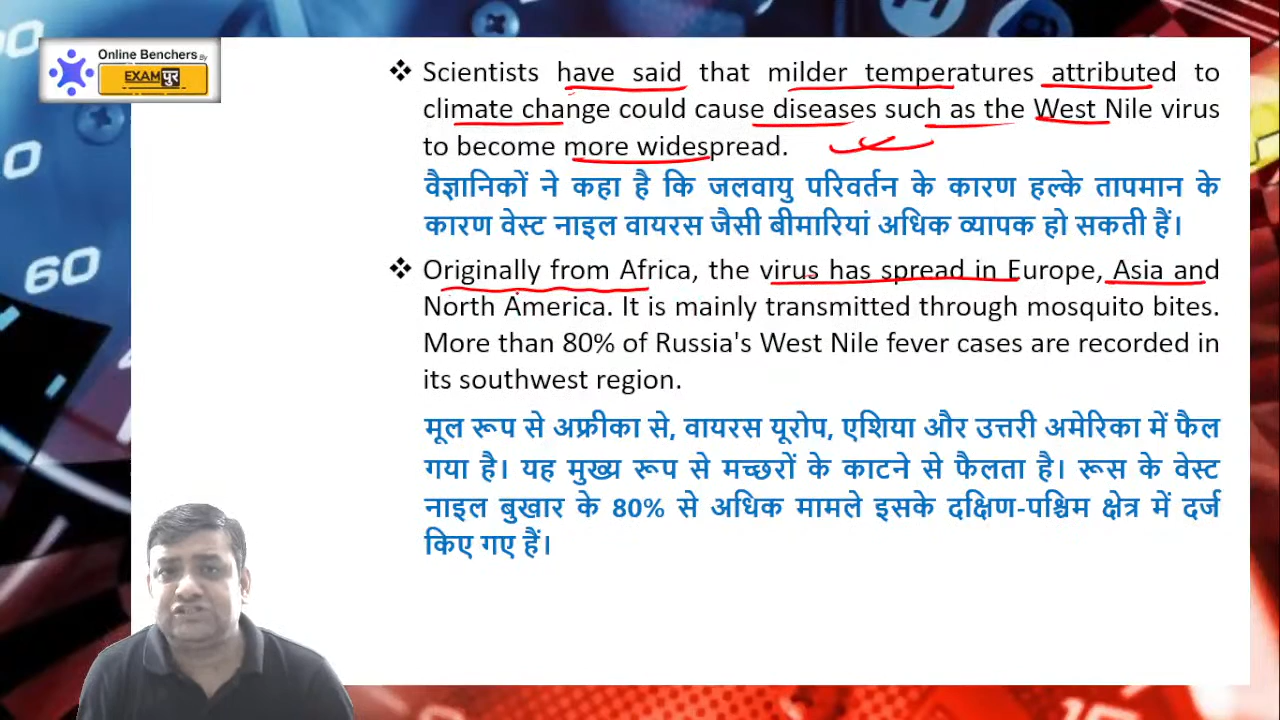 Online Benchers By
EXAMपुर
❖ Scientists have said that milder temperatures attributed to
climate change could cause diseases such as the West Nile virus
to become more widespread.
वैज्ञानिकों ने कहा है कि जलवायु परिवर्तन के कारण हल्के तापमान के
कारण वेस्ट नाइल वायरस जैसी बीमारियां अधिक व्यापक हो सकती हैं।
❖ Originally from Africa, the virus has spread in Europe, Asia and
North America. It is mainly transmitted through mosquito bites.
More than 80% of Russia's West Nile fever cases are recorded in
its southwest region.
मूल रूप से अफ्रीका से, वायरस यूरोप, एशिया और उत्तरी अमेरिका में फैल
गया है। यह मुख्य रूप से मच्छरों के काटने से फैलता है। रूस के वेस्ट
नाइल बुखार के 80% से अधिक मामले इसके दक्षिण-पश्चिम क्षेत्र में दर्ज
किए गए हैं।
60